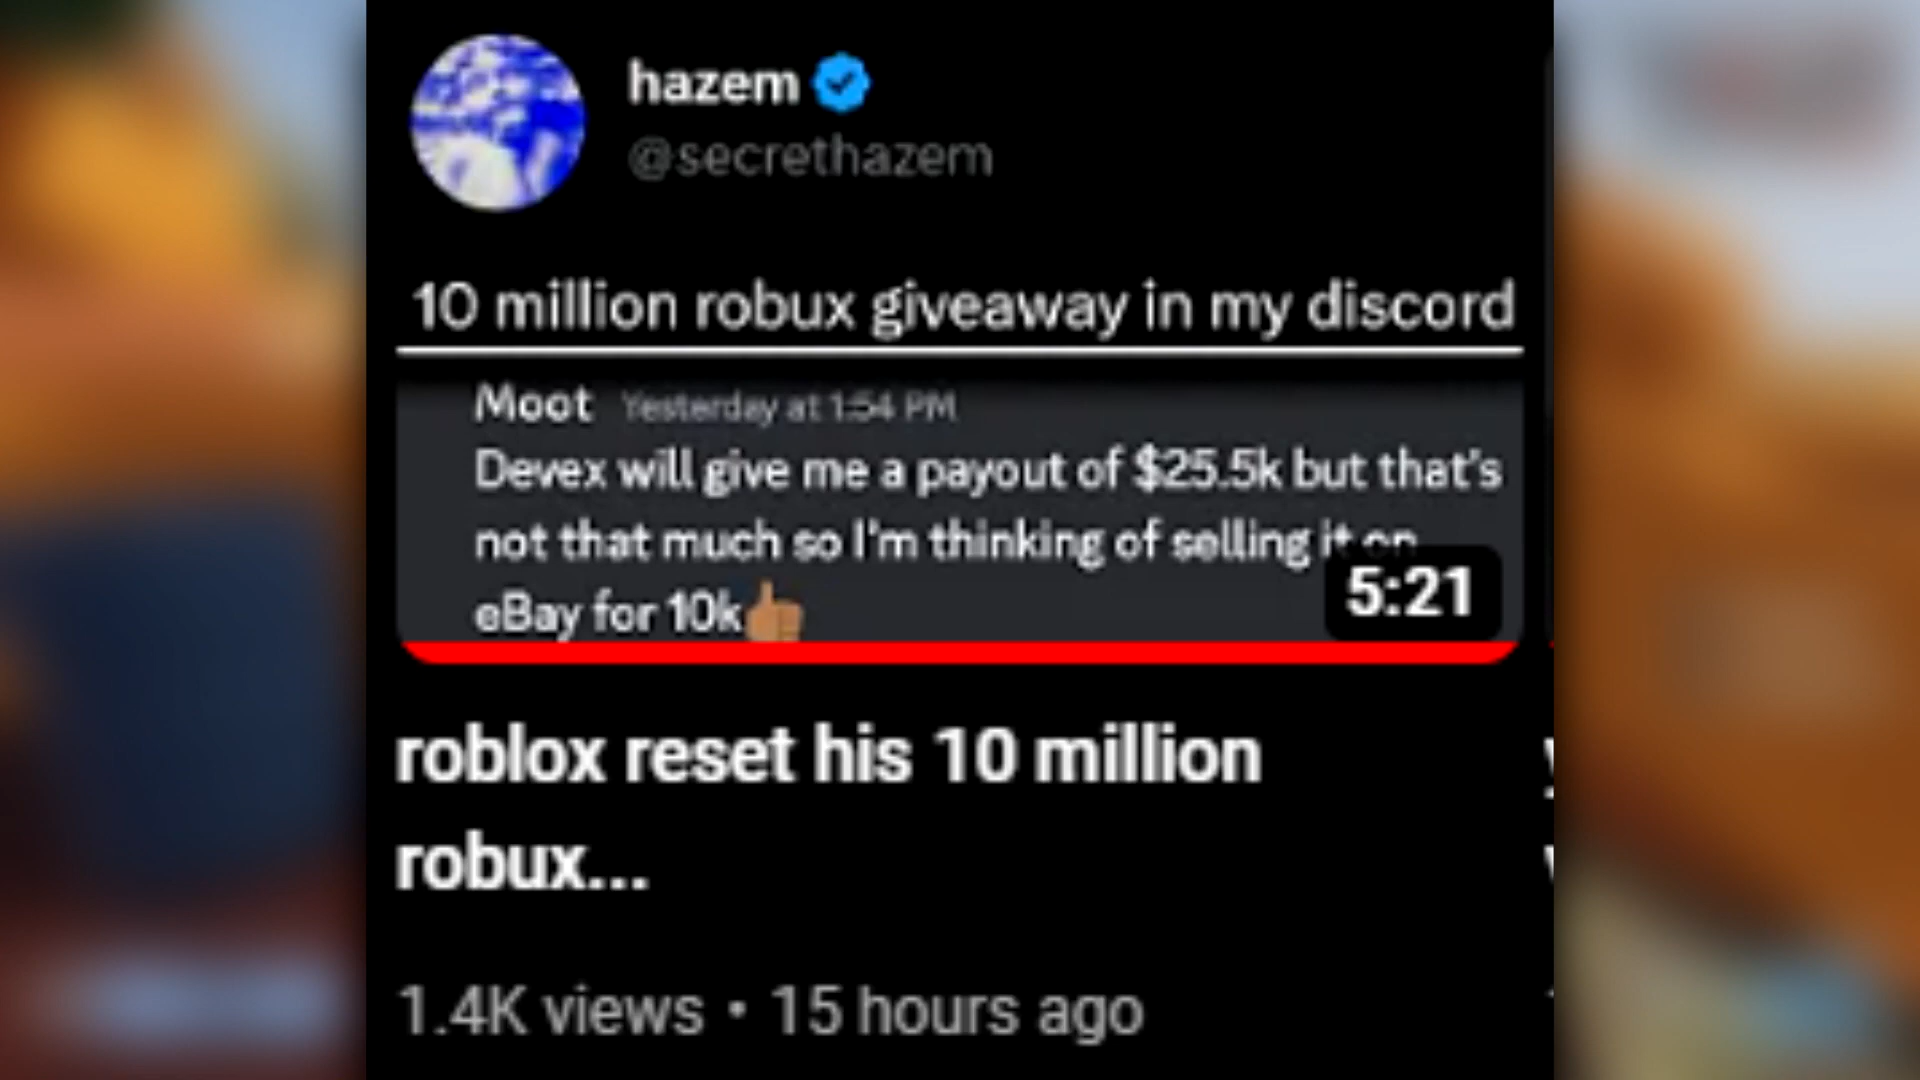 hazem
@secrethazem
10 million robux giveaway in my discord
Moot Yesterday at 1:54 PM
Devex will give me a payout of $25.5k but that's
not that much so I'm thinking of selling it on
eBay for 10k👍🏽
5:21
roblox reset his 10 million
robux...
1.4K views • 15 hours ago